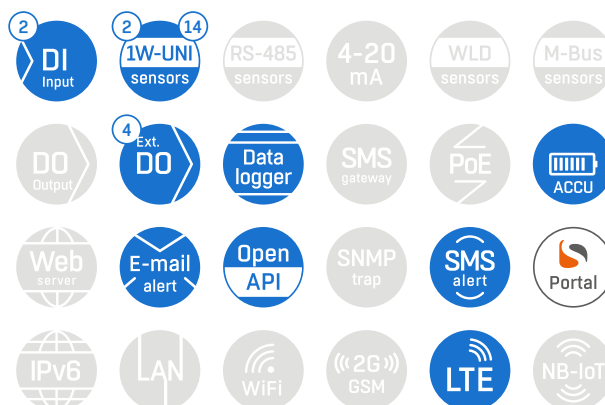 2 2 14
DI
Input
1W-UNI
sensors
RS-485
sensors
4-20
mA
WLD
sensors
M-Bus
sensors
DO
Output
4
Ext.
DO
Data
logger
SMS
gateway
PoE
ACCU
Web
server
E-mail
alert
Open
API
SNMP
trap
SMS
alert
Portal
IPv6
LAN
WiFi
2G
GSM
LTE
NB-IoT